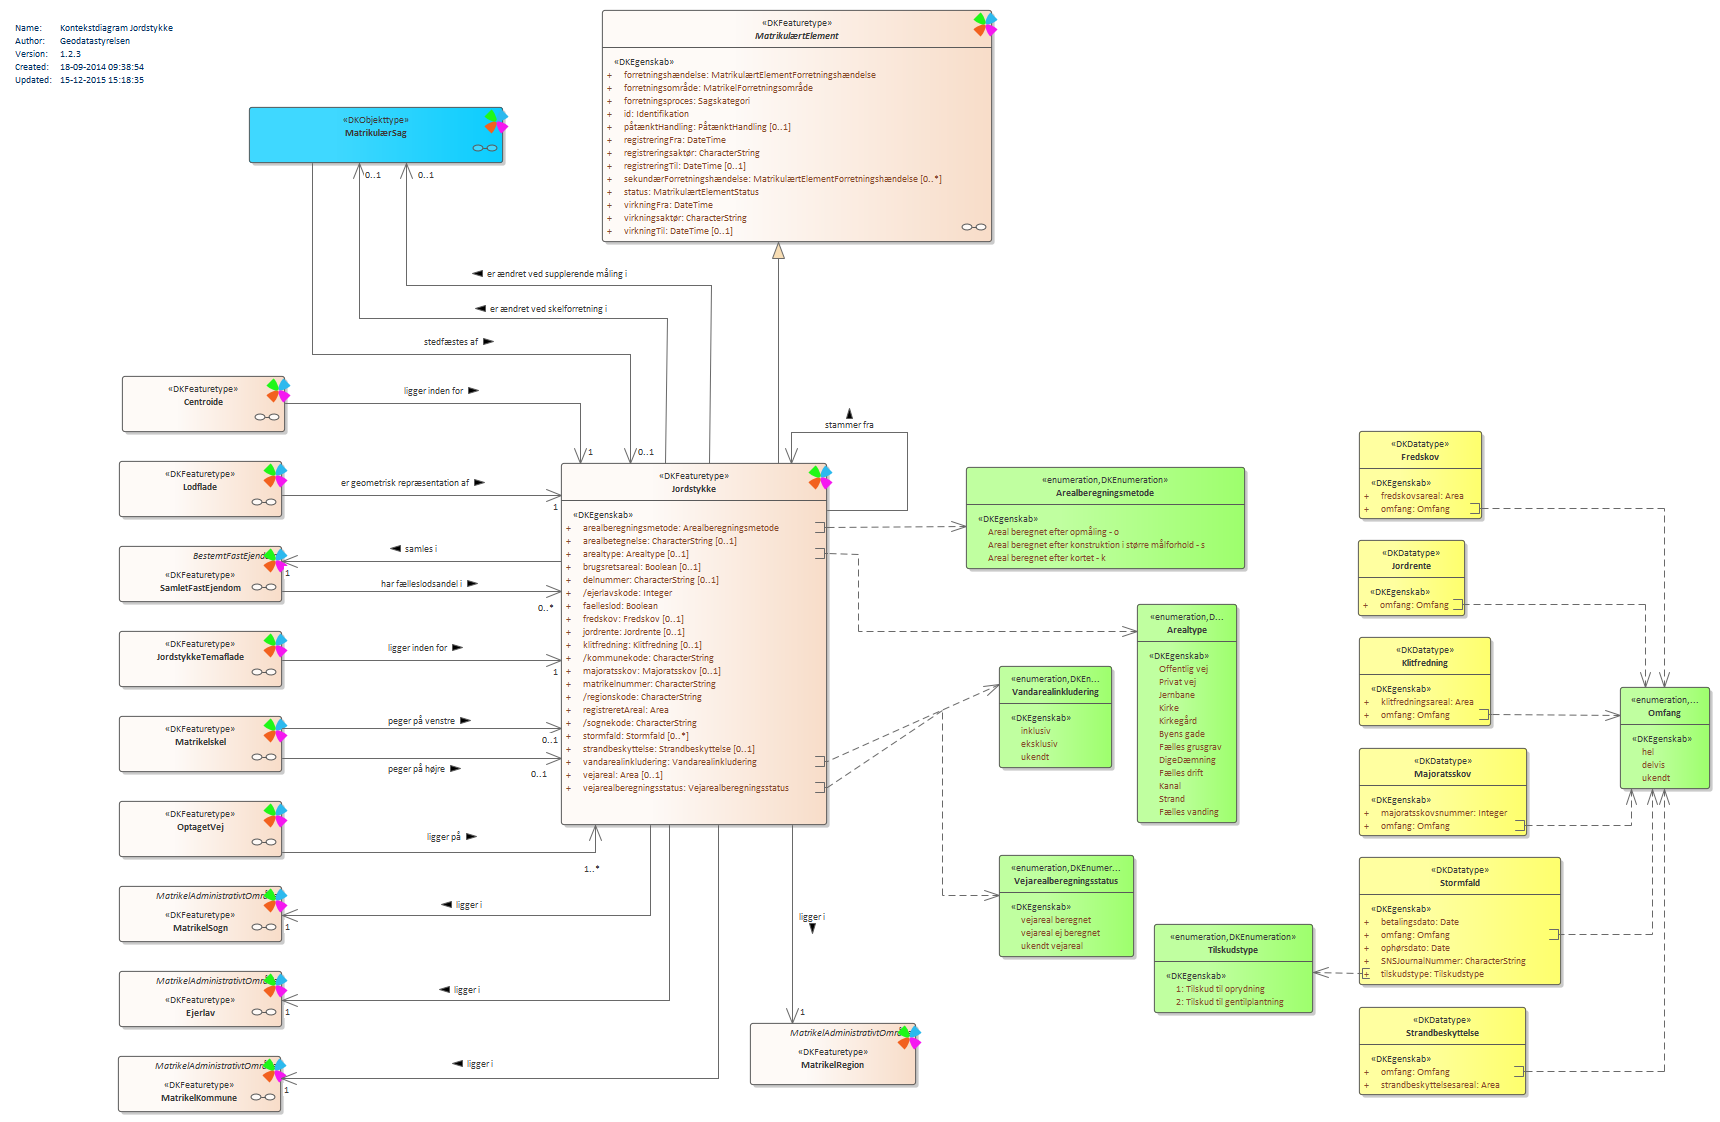 Name: Kontekstdiagram Jordstykke
Author: Geodatastyrelsen
Version: 1.2.3
Created: 18-09-2014 09:38:54
Updated: 15-12-2015 15:18:35
«DKFeaturetype»
MatrikulærtElement
«DKEgenskab»
+ forretningshændelse: MatrikulærtElementForretningshændelse
+ forretningsområde: MatrikelForretningsområde
+ forretningsproces: Sagskategori
+ id: Identifikation
+ påtænktHandling: PåtænktHandling [0..1]
+ registreringFra: DateTime
+ registreringsaktør: CharacterString
+ registreringTil: DateTime [0..1]
+ sekundærForretningshændelse: MatrikulærtElementForretningshændelse [0..*]
+ status: MatrikulærtElementStatus
+ virkningFra: DateTime
+ virkningsaktør: CharacterString
+ virkningTil: DateTime [0..1]
«DKObjekttype»
MatrikulærSag
0..1
0..1
er ændret ved supplerende måling i
er ændret ved skelforretning i
stedfæstes af
«DKFeaturetype»
Centroide
ligger inden for
1
0..1
stammer fra
«DKFeaturetype»
Lodflade
er geometrisk repræsentation af
1
BestemtFastEjendo
«DKFeaturetype»
SamletFastEjendom
samles i
1
har fælleslodsandel i
0..*
«DKFeaturetype»
JordstykkeTemaflade
ligger inden for
1
«DKFeaturetype»
Matrikelskel
peger på venstre
0..1
peger på højre
0..1
«DKFeaturetype»
OptagetVej
ligger på
1..*
MatrikelAdministrativtOmrå
«DKFeaturetype»
MatrikelSogn
ligger i
1
MatrikelAdministrativtOmrå
«DKFeaturetype»
Ejerlav
ligger i
1
MatrikelAdministrativtOmrå
«DKFeaturetype»
MatrikelKommune
ligger i
1
«DKFeaturetype»
Jordstykke
«DKEgenskab»
+ arealberegningsmetode: Arealberegningsmetode
+ arealbetegnelse: CharacterString [0..1]
+ arealtype: Arealtype [0..1]
+ brugsretsareal: Boolean [0..1]
+ delnummer: CharacterString [0..1]
+ /ejerlavskode: Integer
+ faelleslod: Boolean
+ fredskov: Fredskov [0..1]
+ jordrente: Jordrente [0..1]
+ klitfredning: Klitfredning [0..1]
+ /kommunekode: CharacterString
+ majoratsskov: Majoratsskov [0..1]
+ matrikelnummer: CharacterString
+ /regionskode: CharacterString
+ registreretAreal: Area
+ /sognekode: CharacterString
+ stormfald: Stormfald [0..*]
+ strandbeskyttelse: Strandbeskyttelse [0..1]
+ vandarealinkludering: Vandarealinkludering
+ vejareal: Area [0..1]
+ vejarealberegningsstatus: Vejarealberegningsstatus
ligger i
1
MatrikelAdministrativtOmrå
«DKFeaturetype»
MatrikelRegion
«enumeration,DKEnumeration»
Arealberegningsmetode
«DKEgenskab»
Areal beregnet efter opmåling - o
Areal beregnet efter konstruktion i større målforhold - s
Areal beregnet efter kortet - k
«enumeration,D...
Arealtype
«DKEgenskab»
Offentlig vej
Privat vej
Jernbane
Kirke
Kirkegård
Byens gade
Fælles grusgrav
DigeDæmning
Fælles drift
Kanal
Strand
Fælles vanding
«enumeration,DKEn...
Vandarealinkludering
«DKEgenskab»
inklusiv
eksklusiv
ukendt
«enumeration,DKEnumer...
Vejarealberegningsstatus
«DKEgenskab»
vejareal beregnet
vejareal ej beregnet
ukendt vejareal
«enumeration,DKEnumeration»
Tilskudstype
«DKEgenskab»
1: Tilskud til oprydning
2: Tilskud til gentilplantning
«DKDatatype»
Fredskov
«DKEgenskab»
+ fredskovsareal: Area
+ omfang: Omfang
«DKDatatype»
Jordrente
«DKEgenskab»
+ omfang: Omfang
«DKDatatype»
Klitfredning
«DKEgenskab»
+ klitfredningsareal: Area
+ omfang: Omfang
«DKDatatype»
Majoratsskov
«DKEgenskab»
+ majoratsskovsnummer: Integer
+ omfang: Omfang
«DKDatatype»
Stormfald
«DKEgenskab»
+ betalingsdato: Date
+ omfang: Omfang
+ ophørsdato: Date
+ SNSJournalNummer: CharacterString
+ tilskudstype: Tilskudstype
«DKDatatype»
Strandbeskyttelse
«DKEgenskab»
+ omfang: Omfang
+ strandbeskyttelsesareal: Area
«enumeration,...
Omfang
«DKEgenskab»
hel
delvis
ukendt